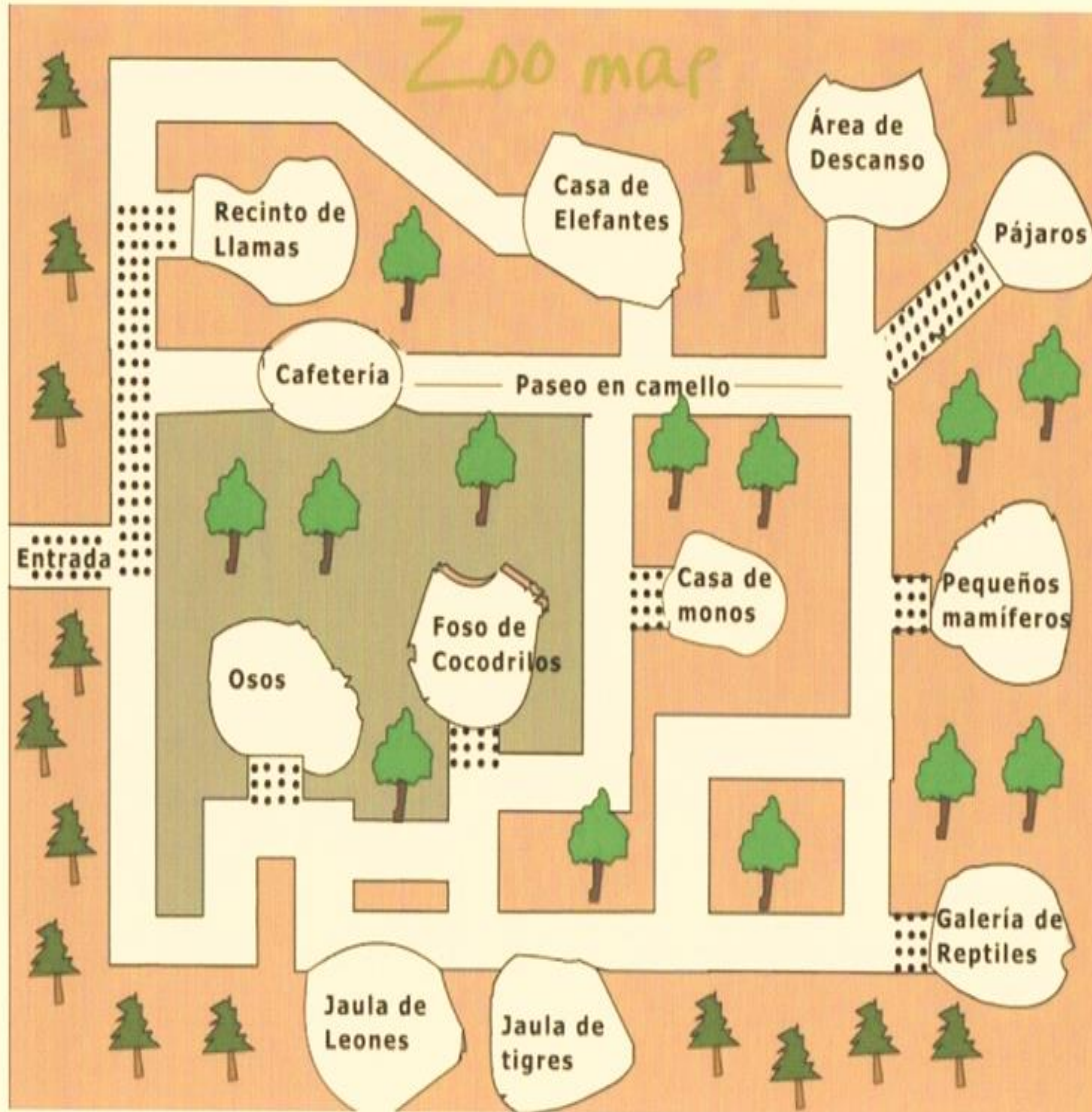 Zoo map
Área de
Descanso
Casa de
Elefantes
Recinto de
Llamas
Pájaros
Cafetería
Paseo en camello
Entrada
Casa de
monos
Pequeños
mamíferos
Foso de
Cocodrilos
Osos
Galería de
Reptiles
Jaula de
Leones
Jaula de
tigres